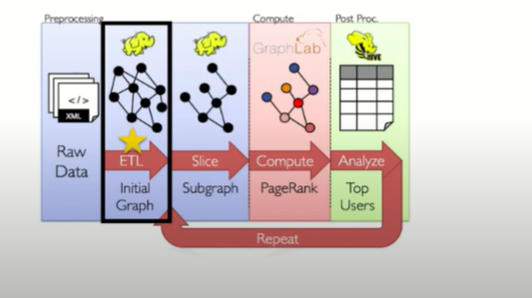 Preprocessing
Compute
Post Proc.
GraphLab
HIVE
</>
XML
Raw
Data
ETL
Slice
Compute
Analyze
Initial
Graph
Subgraph
PageRank
Top
Users
Repeat